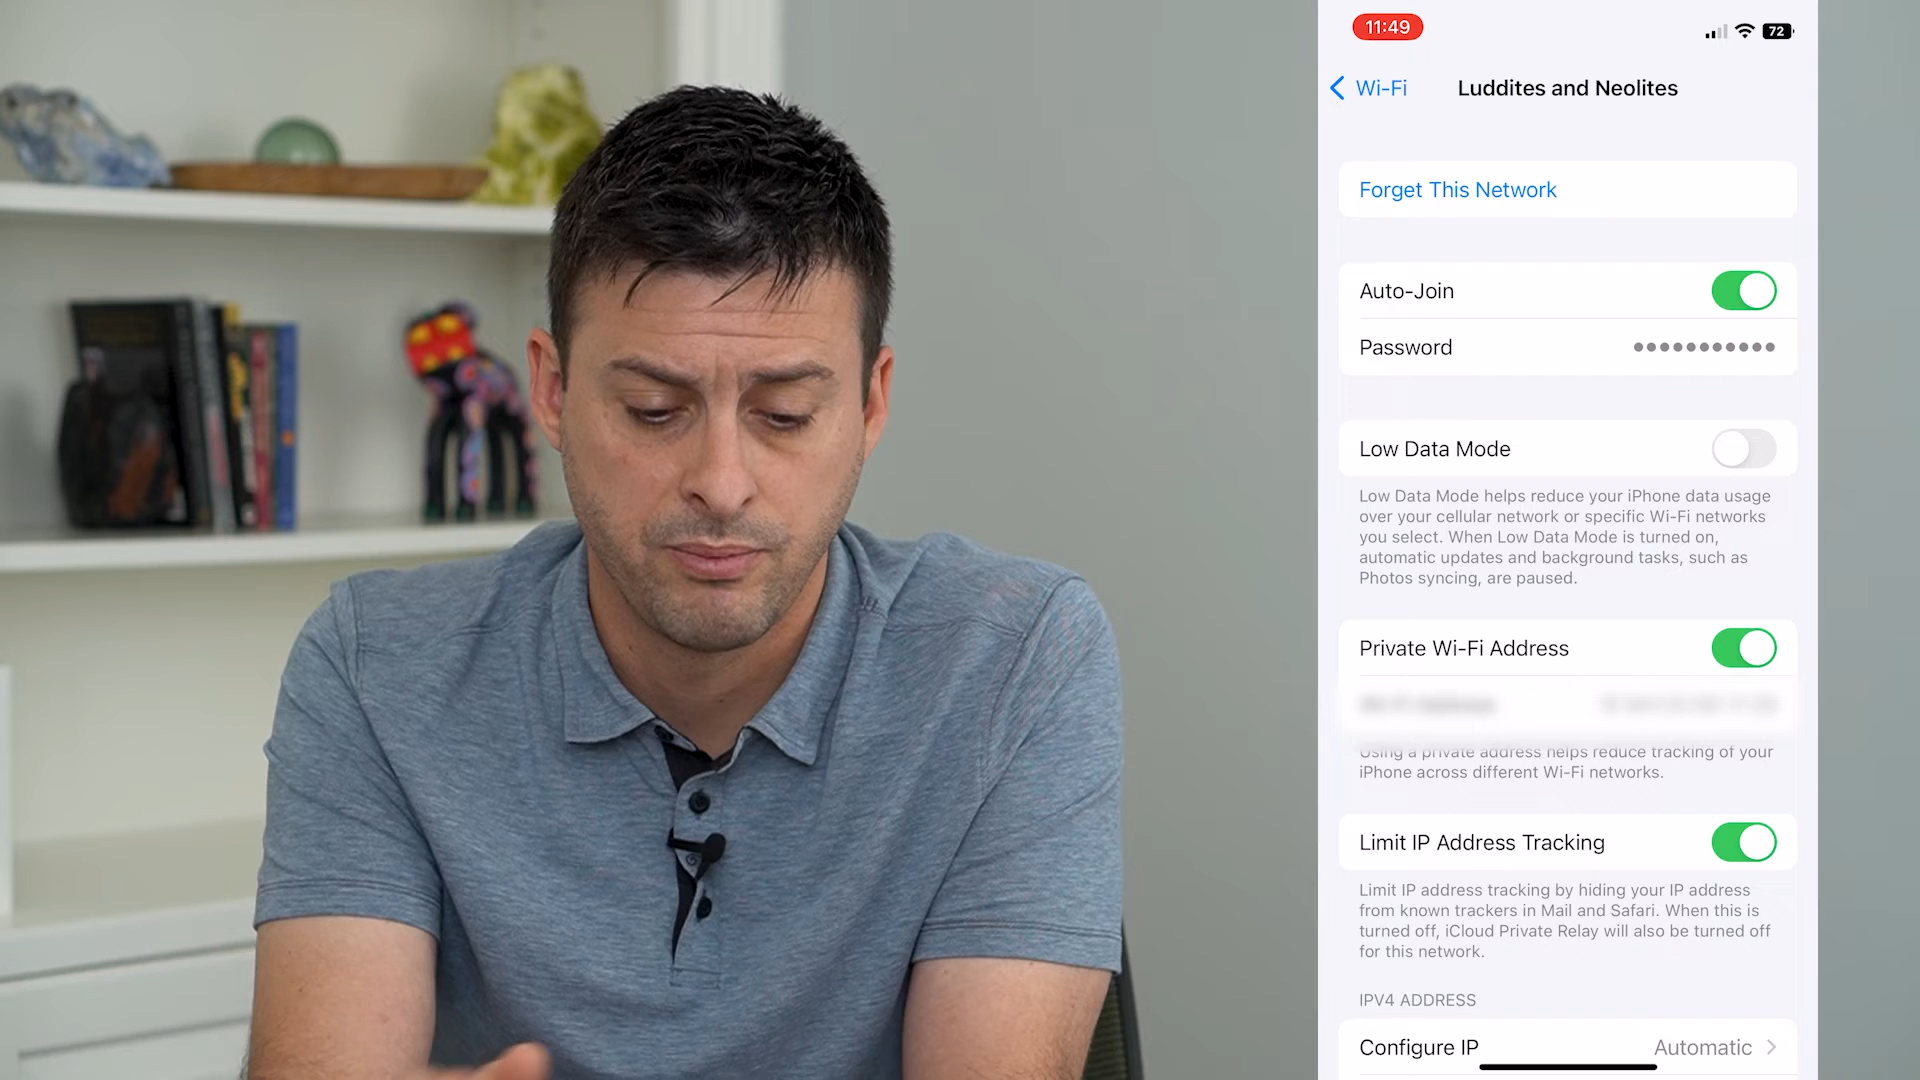 11:49
72
Wi-Fi
Luddites and Neolites
Forget This Network
Auto-Join
Password ●●●●●●●●●●●
Low Data Mode
Low Data Mode helps reduce your iPhone data usage
over your cellular network or specific Wi-Fi networks
you select. When Low Data Mode is turned on,
automatic updates and background tasks, such as
Photos syncing, are paused.
Private Wi-Fi Address
Using a private address helps reduce tracking of your
iPhone across different Wi-Fi networks.
Limit IP Address Tracking
Limit IP address tracking by hiding your IP address
from known trackers in Mail and Safari. When this is
turned off, iCloud Private Relay will also be turned off
for this network.
IPV4 ADDRESS
Configure IP Automatic